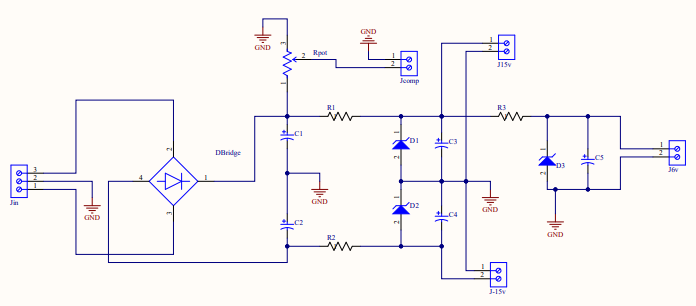 GND
3
Rpot
2
1
GND
1
2
Jcomp
1
2
J15v
R1
R3
C1
D1
1
2
C3
DBridge
2
4
1
3
Jin
3
2
1
GND
GND
C2
R2
D2
1
2
C4
GND
1
2
J-15v
D3
1
2
C5
GND
1
2
J6v